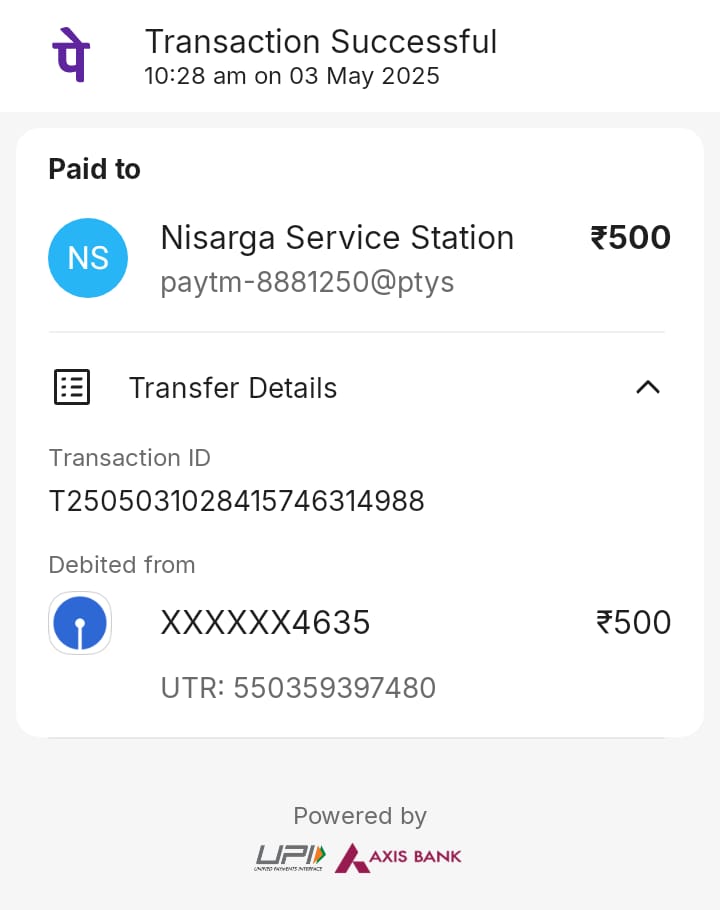 पे
Transaction Successful
10:28 am on 03 May 2025
Paid to
NS
Nisarga Service Station
₹500
paytm-8881250@ptys
Transfer Details
Transaction ID
T2505031028415746314988
Debited from
XXXXXX4635
₹500
UTR: 550359397480
Powered by
UPI
UNIFIED PAYMENTS INTERFACE
AXIS BANK